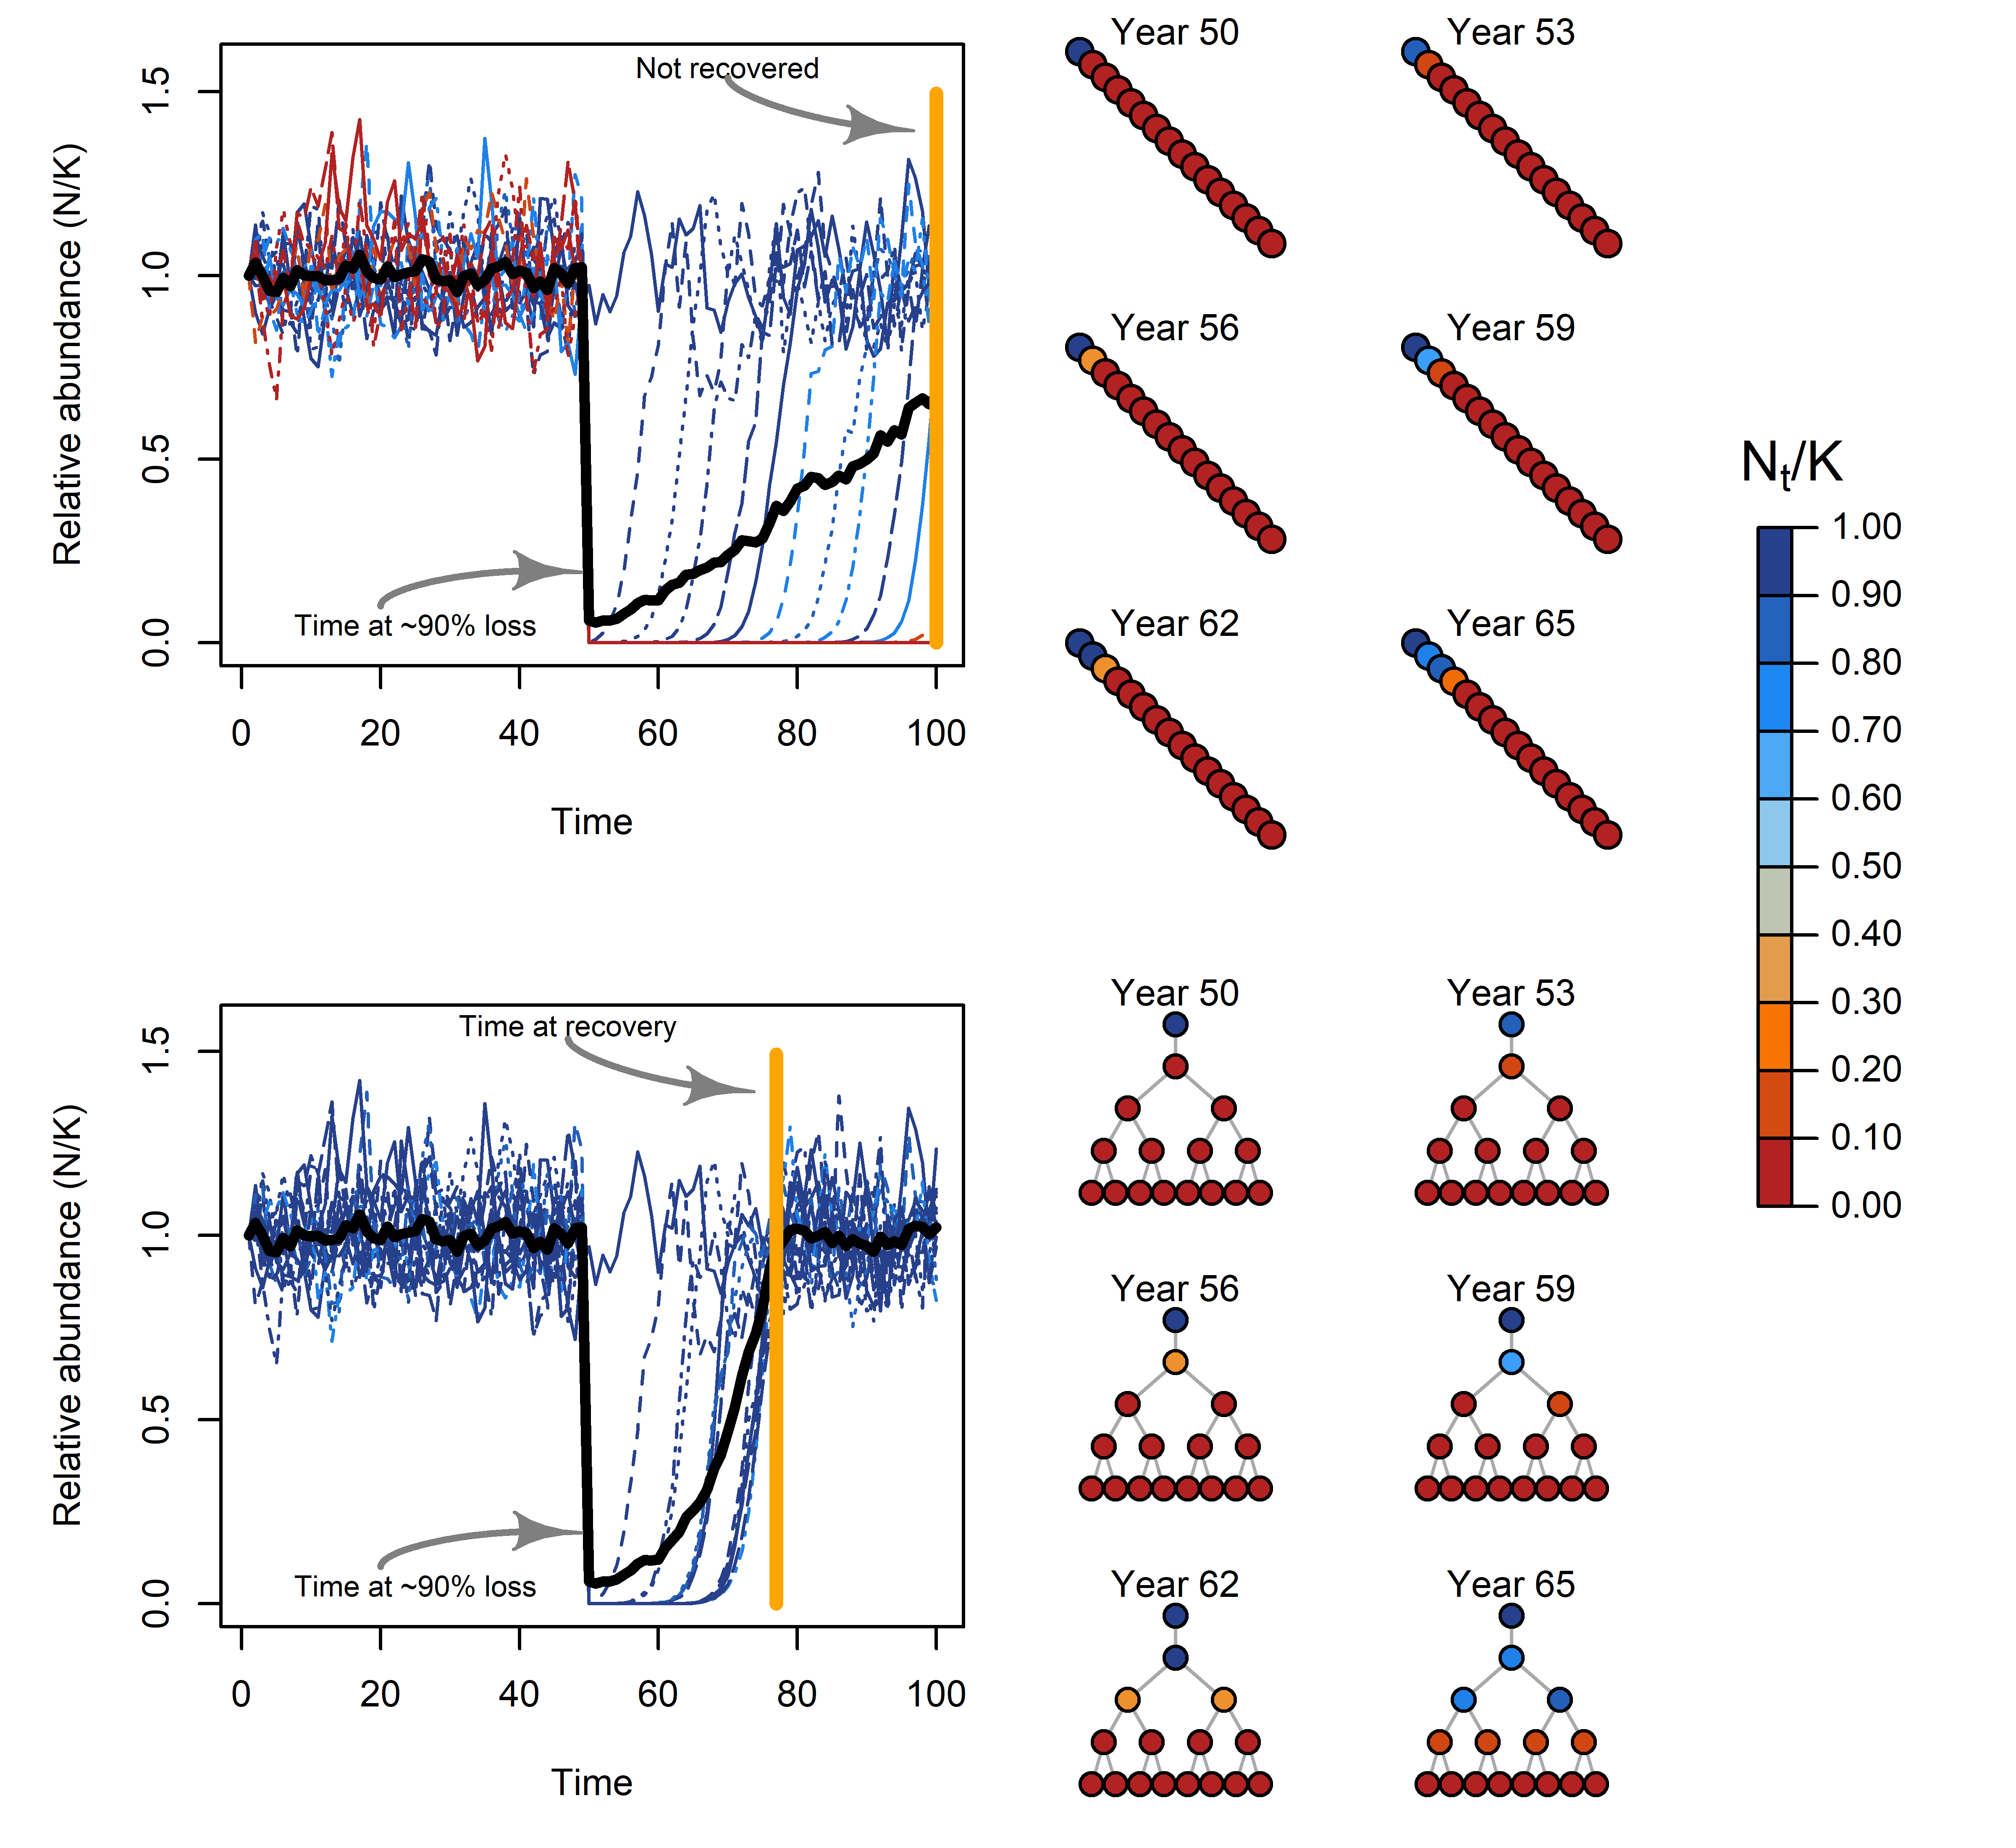 Relative abundance (N/K)
1.5
1.0
0.5
0.0
Not recovered
Time at ~90% loss
0 20 40 60 80 100
Time
Year 50 Year 53
Year 56 Year 59
Year 62 Year 65
Nt/K
1.00
0.90
0.80
0.70
0.60
0.50
0.40
0.30
0.20
0.10
0.00
Relative abundance (N/K)
1.5
1.0
0.5
0.0
Time at recovery
Time at ~90% loss
0 20 40 60 80 100
Time
Year 50 Year 53
Year 56 Year 59
Year 62 Year 65